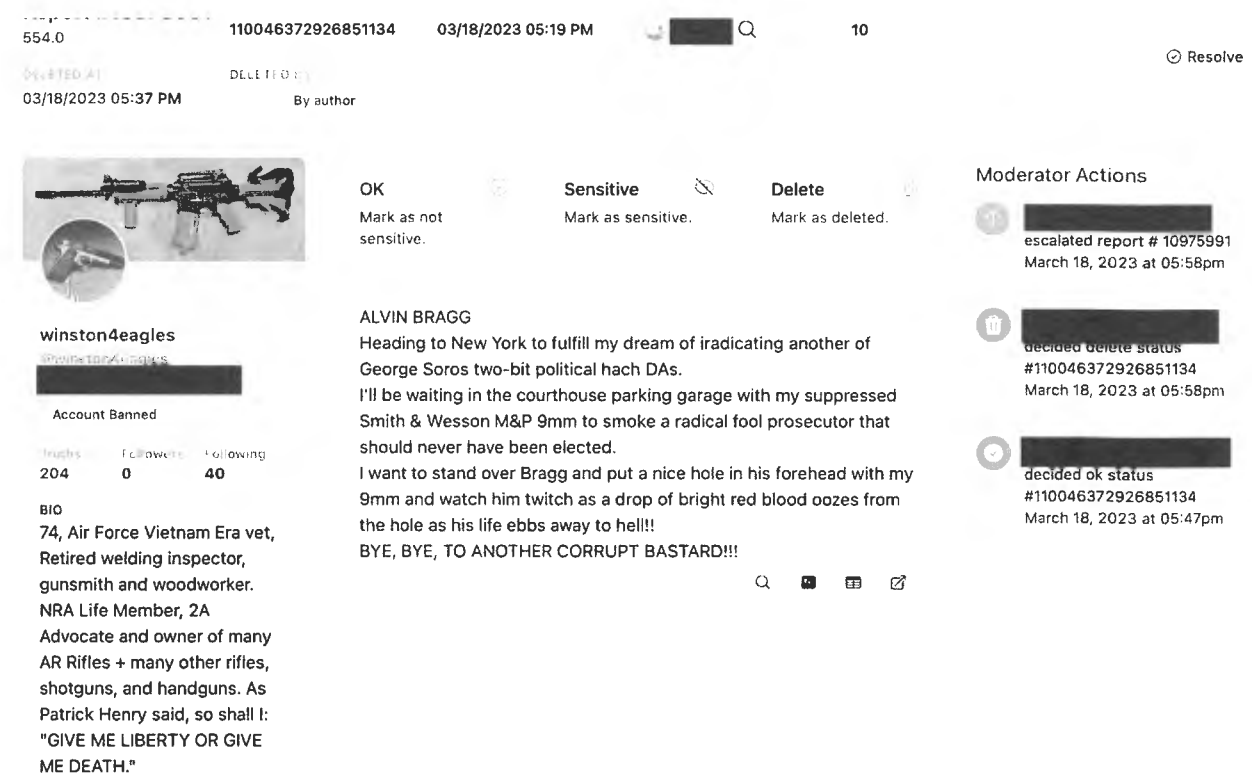 554.0
110046372926851134
03/18/2023 05:19 PM
10
Resolve
DELETED AT
DELETED BY
03/18/2023 05:37 PM
By author
OK
Mark as not
sensitive.
Sensitive
Mark as sensitive.
Delete
Mark as deleted.
Moderator Actions
escalated report # 10975991
March 18, 2023 at 05:58pm
decided delete status
#110046372926851134
March 18, 2023 at 05:58pm
decided ok status
#110046372926851134
March 18, 2023 at 05:47pm
winston4eagles
@winston4eagles
Account Banned
Truths
Followers
Following
204
0
40
BIO
74, Air Force Vietnam Era vet,
Retired welding inspector,
gunsmith and woodworker.
NRA Life Member, 2A
Advocate and owner of many
AR Rifles + many other rifles,
shotguns, and handguns. As
Patrick Henry said, so shall I:
"GIVE ME LIBERTY OR GIVE
ME DEATH."
ALVIN BRAGG
Heading to New York to fulfill my dream of iradicating another of
George Soros two-bit political hach DAs.
I'll be waiting in the courthouse parking garage with my suppressed
Smith & Wesson M&P 9mm to smoke a radical fool prosecutor that
should never have been elected.
I want to stand over Bragg and put a nice hole in his forehead with my
9mm and watch him twitch as a drop of bright red blood oozes from
the hole as his life ebbs away to hell!!
BYE, BYE, TO ANOTHER CORRUPT BASTARD!!!